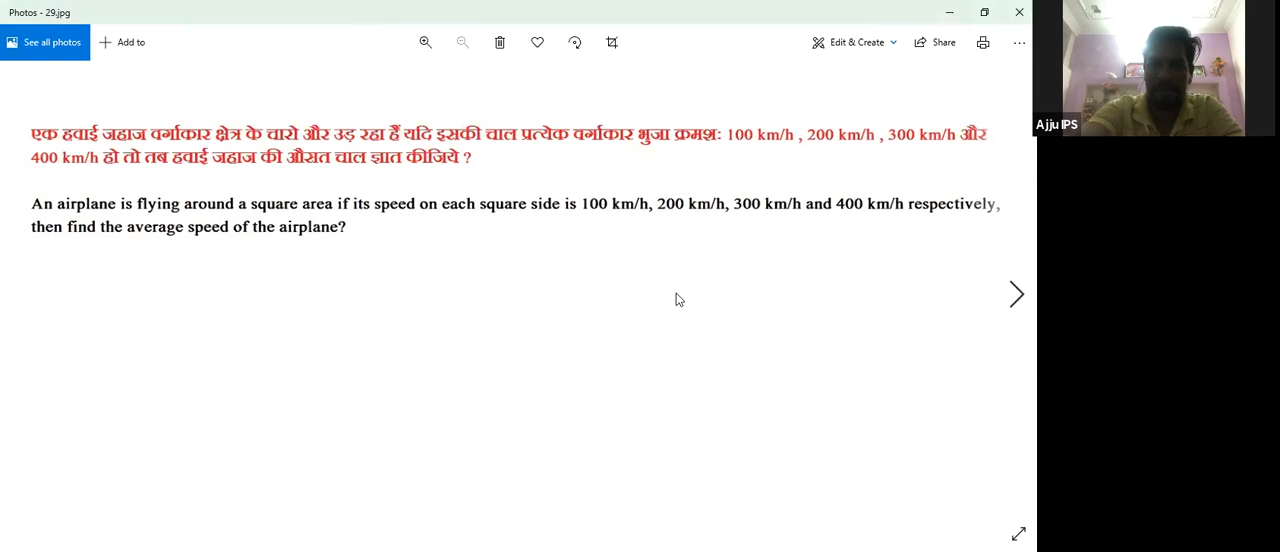 Photos - 29.jpg
See all photos
Add to
Edit & Create
Share
एक हवाई जहाज वर्गाकार क्षेत्र के चारो और उड़ रहा हैं यदि इसकी चाल प्रत्येक वर्गाकार भुजा क्रमश: 100 km/h , 200 km/h , 300 km/h और
400 km/h हो तो तब हवाई जहाज की औसत चाल ज्ञात कीजिये ?
An airplane is flying around a square area if its speed on each square side is 100 km/h, 200 km/h, 300 km/h and 400 km/h respectively,
then find the average speed of the airplane?
Ajju IPS